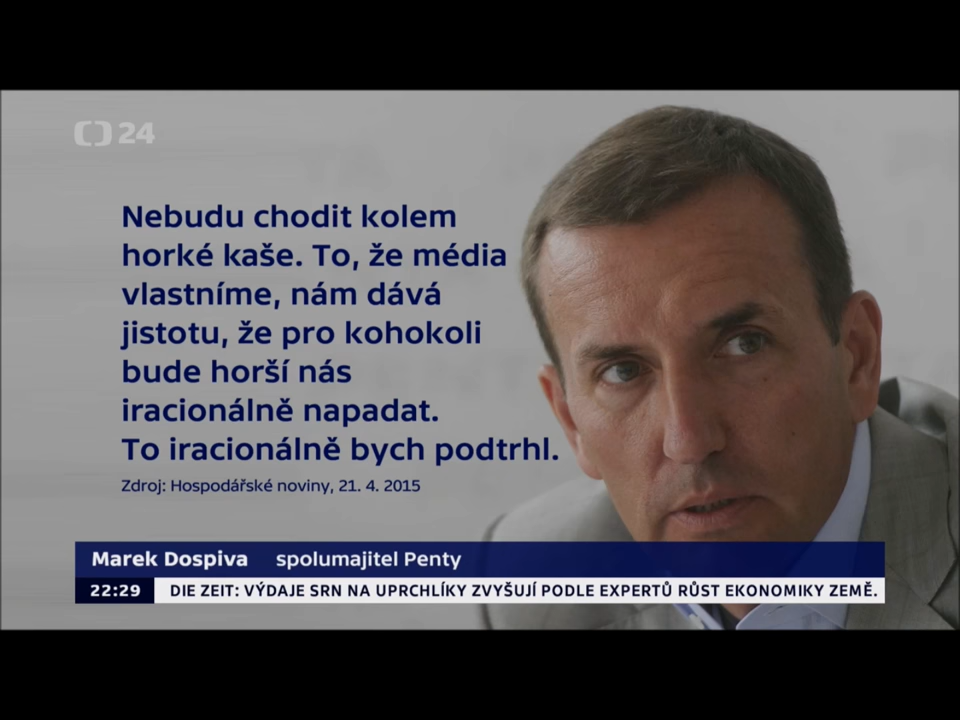 24
Nebudu chodit kolem
horké kaše. To, že média
vlastníme, nám dává
jistotu, že pro kohokoli
bude horší nás
iracionálně napadat.
To iracionálně bych podtrhl.
Zdroj: Hospodářské noviny, 21. 4. 2015
Marek Dospiva spolumajitel Penty
22:29 DIE ZEIT: VÝDAJE SRN NA UPRCHLÍKY ZVYŠUJÍ PODLE EXPERTŮ RŮST EKONOMIKY ZEMĚ.